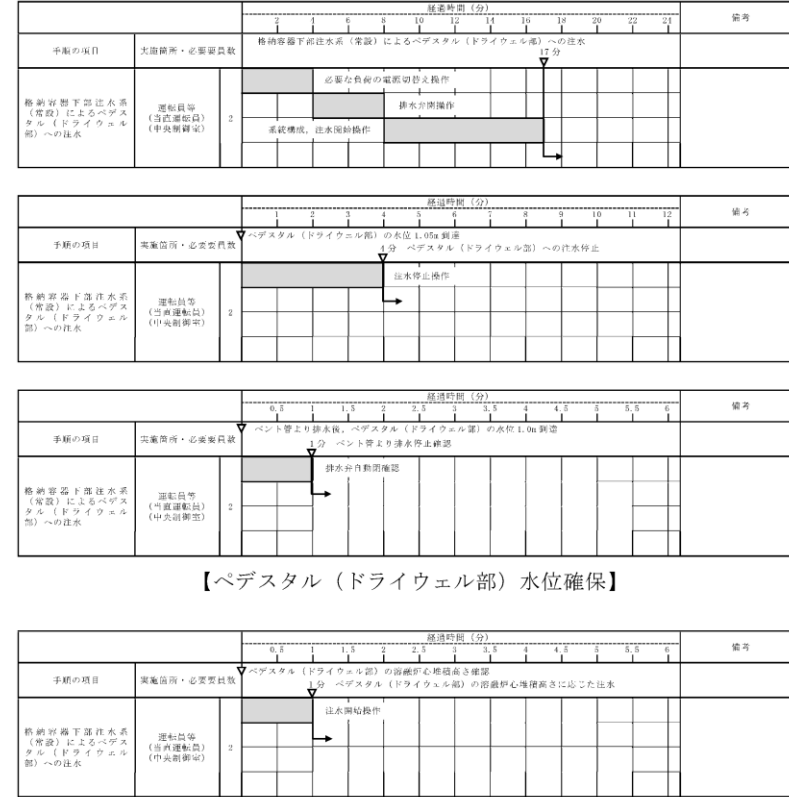 経過時間（分）
2 4 6 8 10 12 14 16 18 20 22 24
備考
手順の項目
実施箇所・必要要員数
格納容器下部注水系（常設）によるペデスタル（ドライウェル部）への注水
17分
格納容器下部注水系
（常設）によるペデス
タル（ドライウェル
部）への注水
運転員等
（当直運転員）
（中央制御室）
2
必要な負荷の電源切替え操作
排水弁開操作
系統構成，注水開始操作
経過時間（分）
1 2 3 4 5 6 7 8 9 10 11 12
備考
手順の項目
実施箇所・必要要員数
ペデスタル（ドライウェル部）の水位1.05m到達
4分 ペデスタル（ドライウェル部）への注水停止
格納容器下部注水系
（常設）によるペデス
タル（ドライウェル
部）への注水
運転員等
（当直運転員）
（中央制御室）
2
注水停止操作
経過時間（分）
0.5 1 1.5 2 2.5 3 3.5 4 4.5 5 5.5 6
備考
手順の項目
実施箇所・必要要員数
ベント管より排水後，ペデスタル（ドライウェル部）の水位1.0m到達
1分 ベント管より排水停止確認
格納容器下部注水系
（常設）によるペデス
タル（ドライウェル
部）への注水
運転員等
（当直運転員）
（中央制御室）
2
排水弁自動閉確認
【ペデスタル（ドライウェル部）水位確保】
経過時間（分）
0.5 1 1.5 2 2.5 3 3.5 4 4.5 5 5.5 6
備考
手順の項目
実施箇所・必要要員数
ペデスタル（ドライウェル部）の溶融炉心堆積高さ確認
1分 ペデスタル（ドライウェル部）の溶融炉心堆積高さに応じた注水
格納容器下部注水系
（常設）によるペデス
タル（ドライウェル
部）への注水
運転員等
（当直運転員）
（中央制御室）
2
注水開始操作